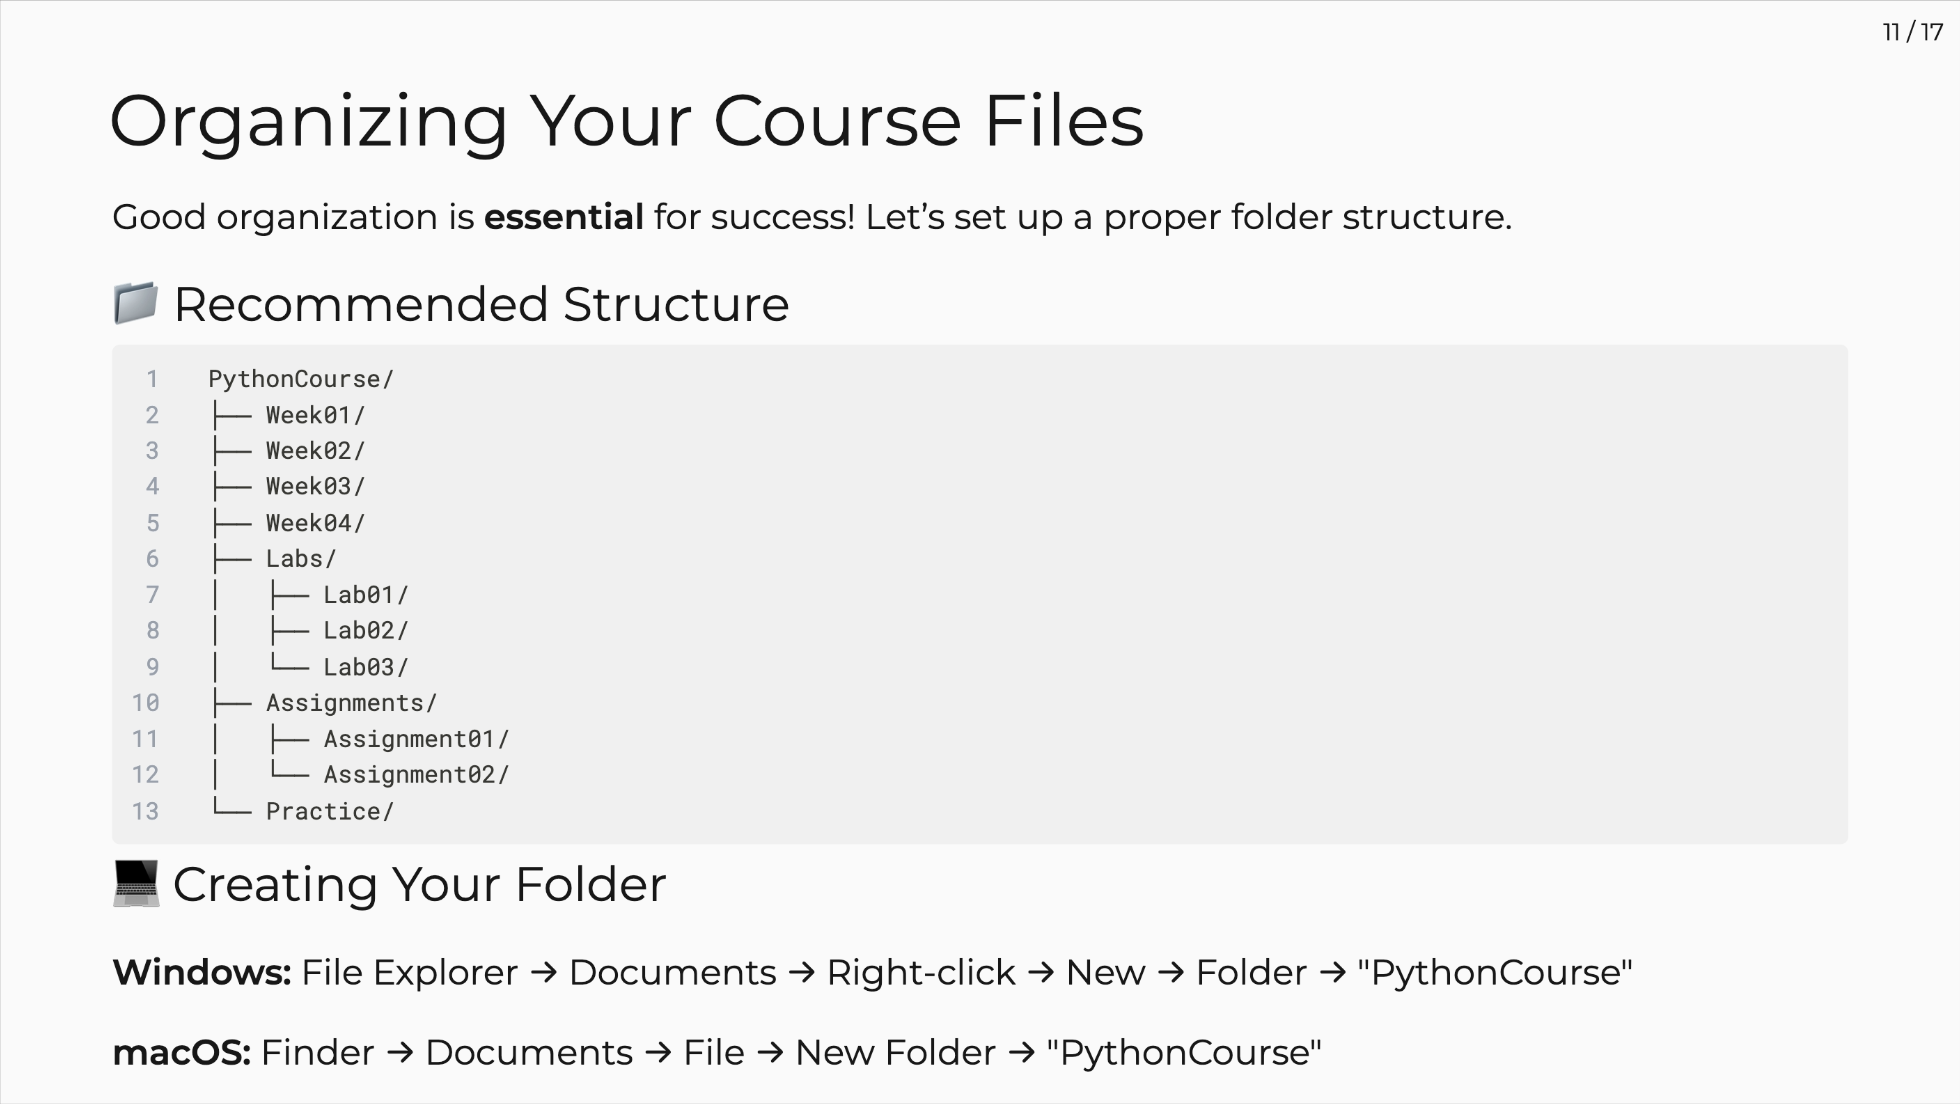 11 / 17
Organizing Your Course Files
Good organization is essential for success! Let’s set up a proper folder structure.
📁 Recommended Structure
1 PythonCourse/
2 ├── Week01/
3 ├── Week02/
4 ├── Week03/
5 ├── Week04/
6 ├── Labs/
7 │   ├── Lab01/
8 │   ├── Lab02/
9 │   └── Lab03/
10 ├── Assignments/
11 │   ├── Assignment01/
12 │   └── Assignment02/
13 └── Practice/
💻 Creating Your Folder
Windows: File Explorer → Documents → Right-click → New → Folder → "PythonCourse"
macOS: Finder → Documents → File → New Folder → "PythonCourse"